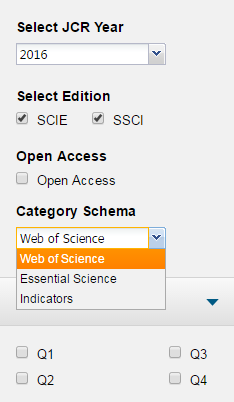 Select JCR Year
2016
Select Edition
SCIE SSCI
Open Access
Open Access
Category Schema
Web of Science
Web of Science
Essential Science
Indicators
Q1 Q3
Q2 Q4